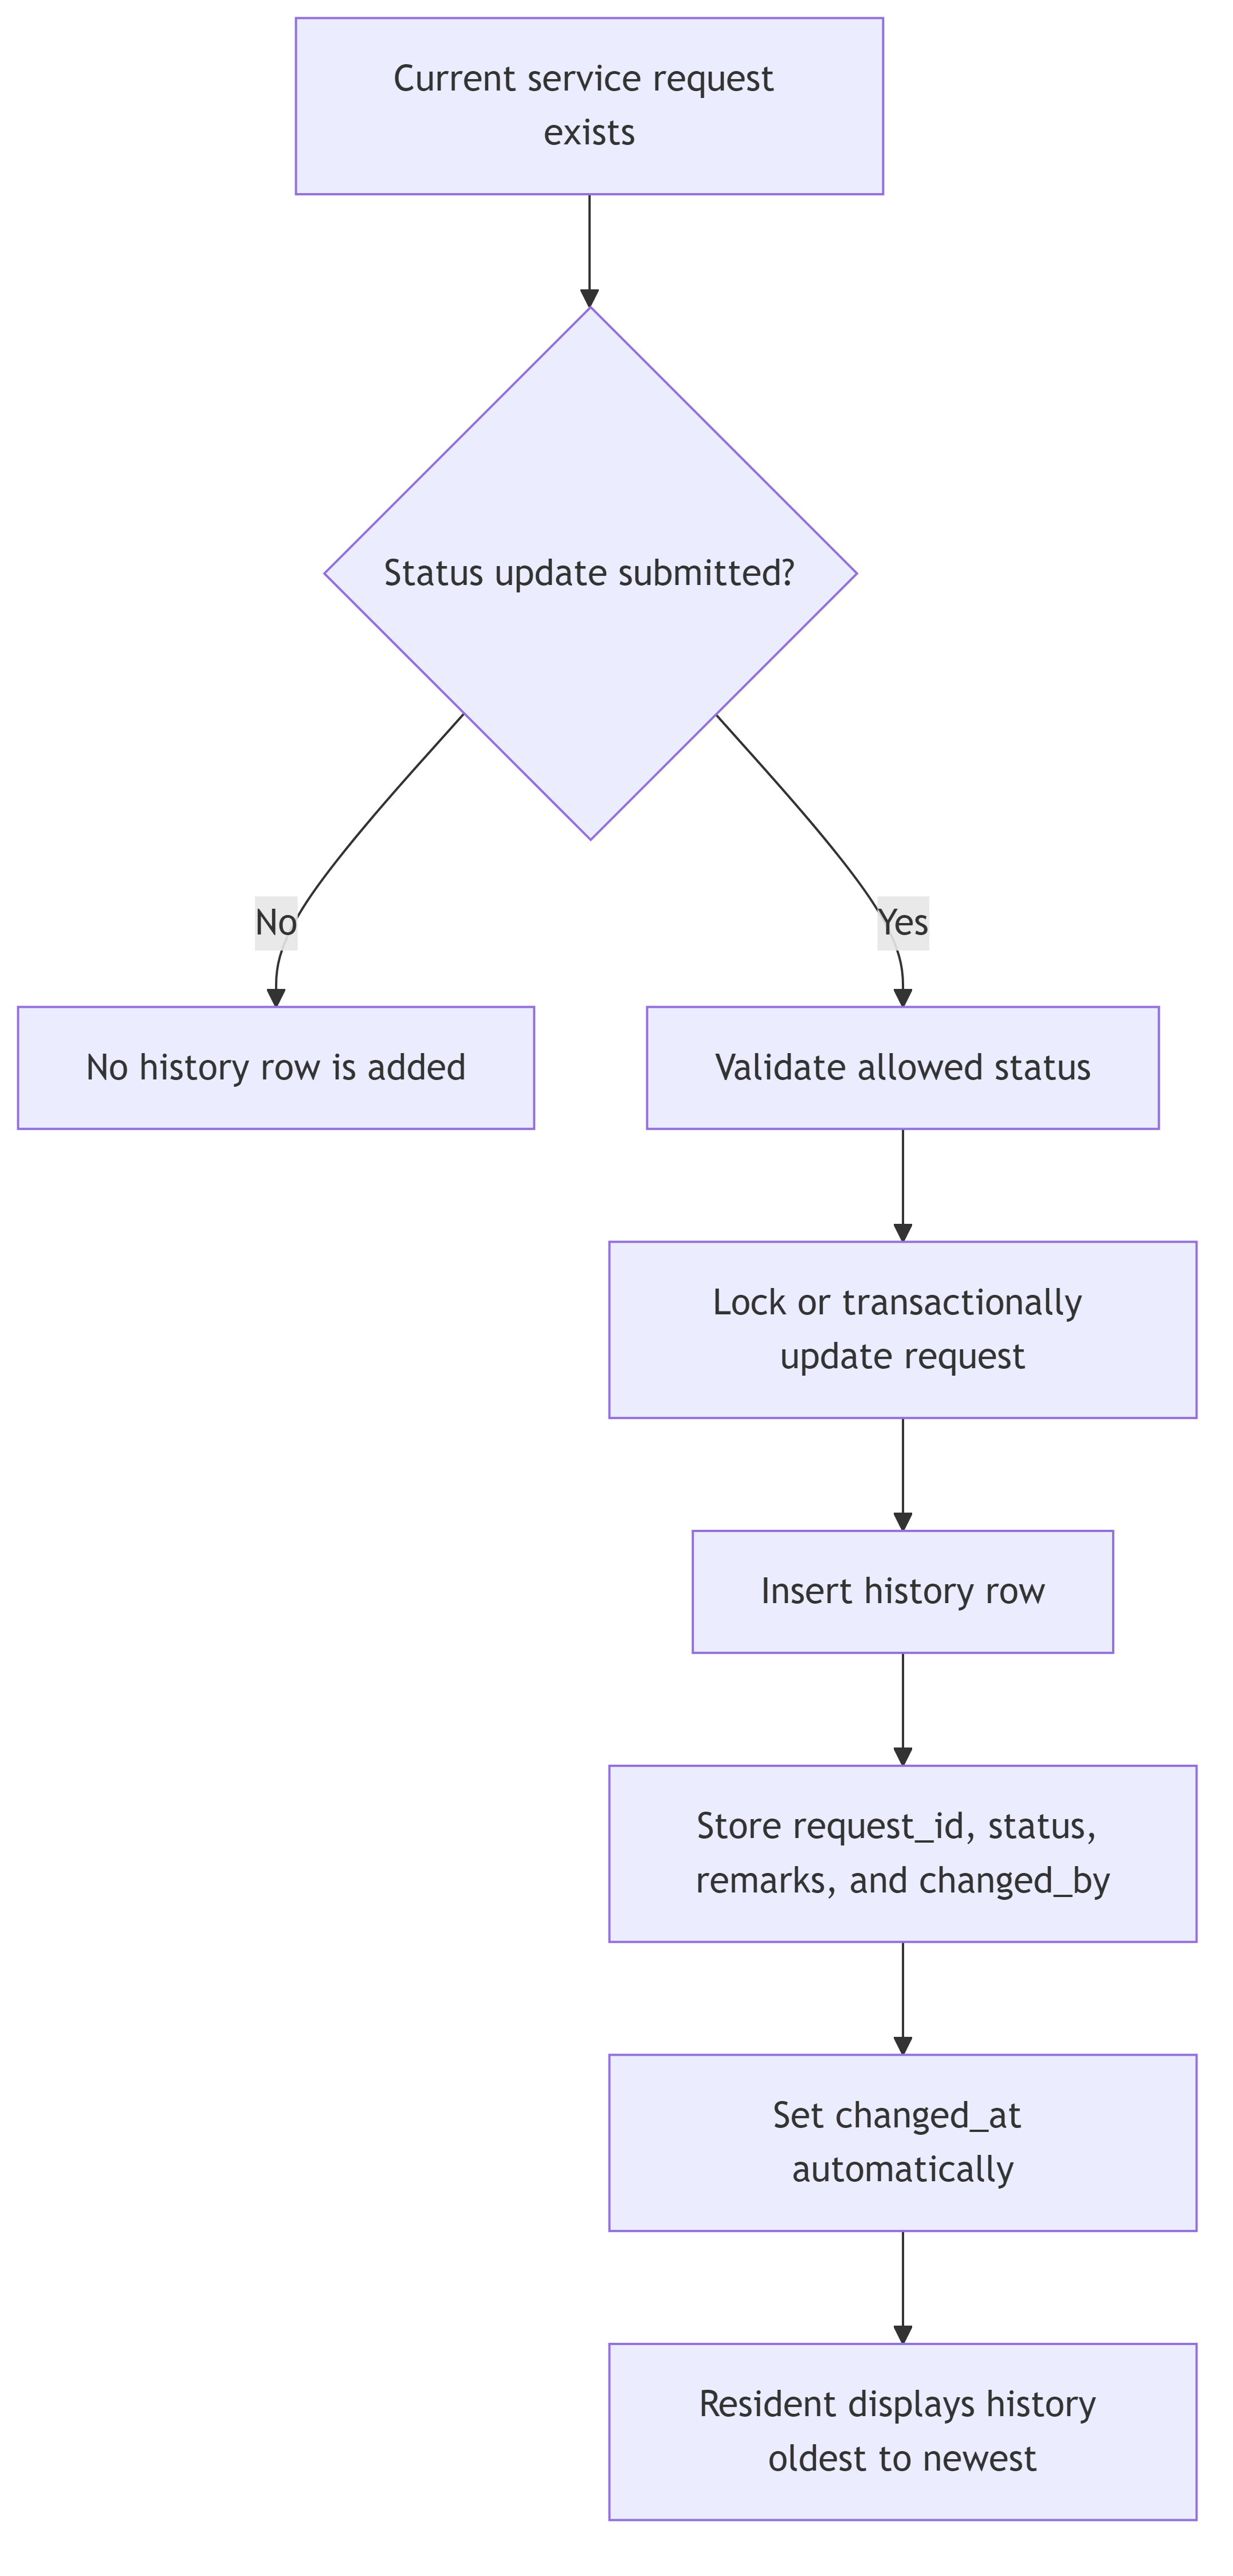 Current service request
exists
Status update submitted?
No
Yes
No history row is added
Validate allowed status
Lock or transactionally
update request
Insert history row
Store request_id, status,
remarks, and changed_by
Set changed_at
automatically
Resident displays history
oldest to newest